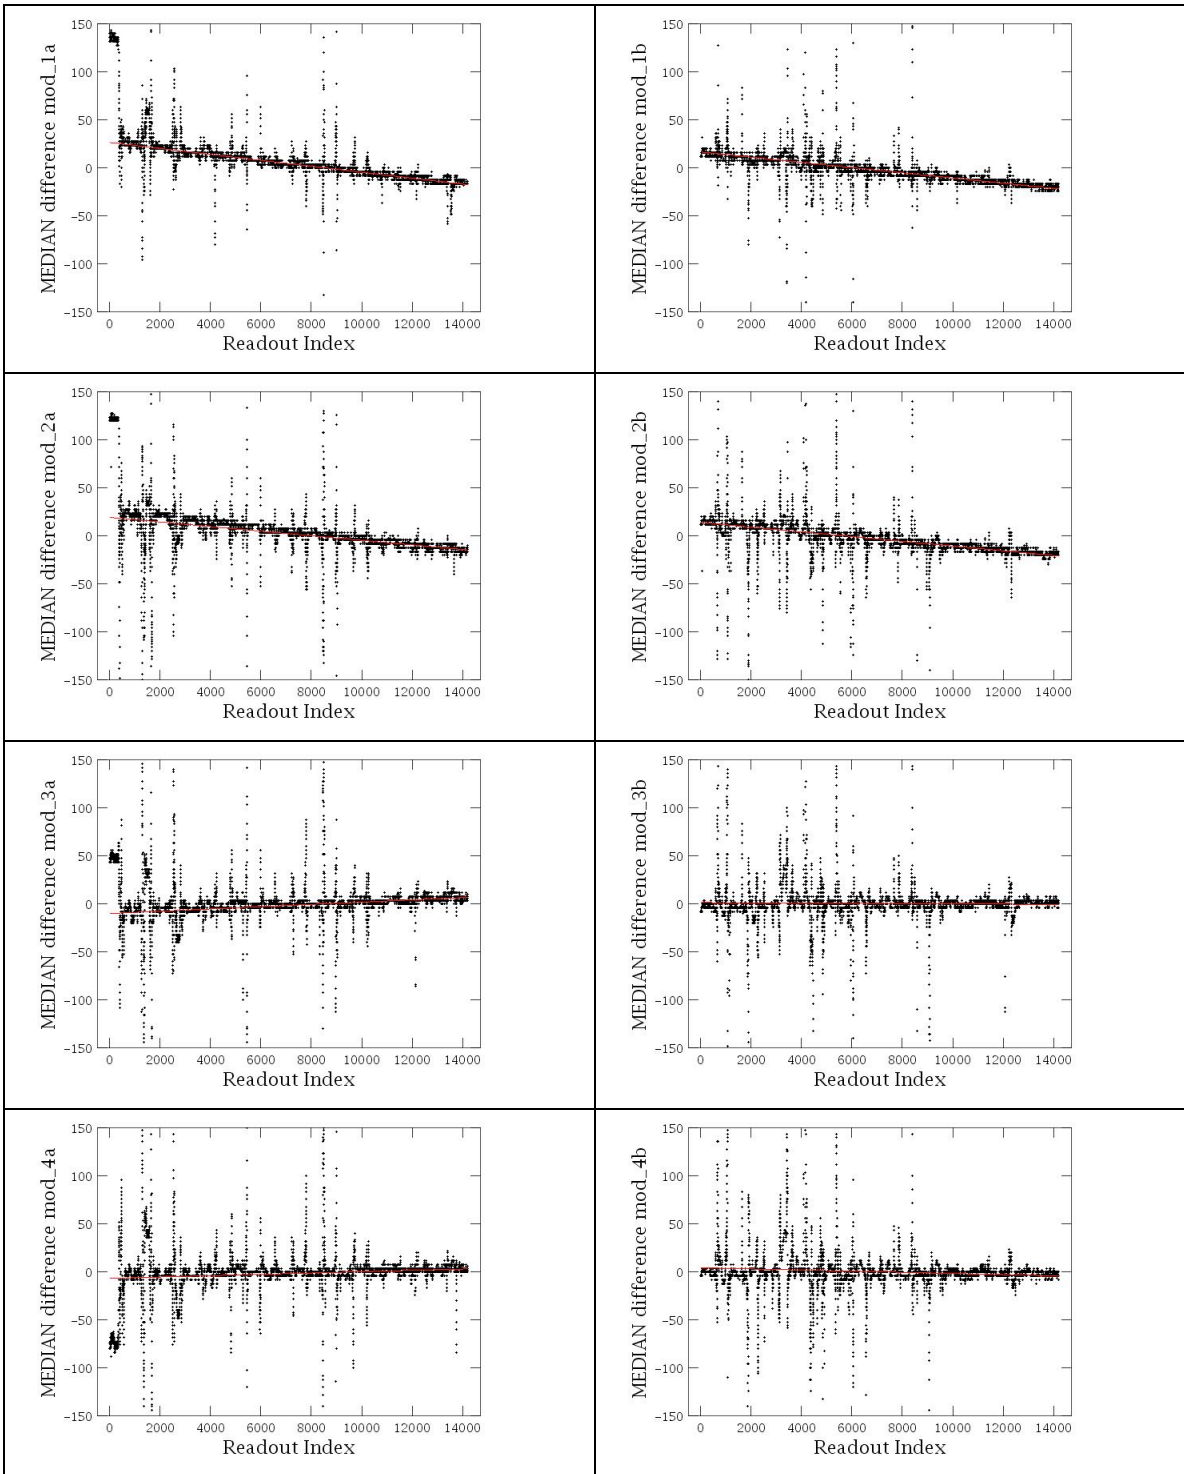 MEDIAN difference mod_1a
150
100
50
0
−50
−100
−150
0 2000 4000 6000 8000 10000 12000 14000
Readout Index
MEDIAN difference mod_1b
150
100
50
0
−50
−100
−150
0 2000 4000 6000 8000 10000 12000 14000
Readout Index
MEDIAN difference mod_2a
150
100
50
0
−50
−100
−150
0 2000 4000 6000 8000 10000 12000 14000
Readout Index
MEDIAN difference mod_2b
150
100
50
0
−50
−100
−150
0 2000 4000 6000 8000 10000 12000 14000
Readout Index
MEDIAN difference mod_3a
150
100
50
0
−50
−100
−150
0 2000 4000 6000 8000 10000 12000 14000
Readout Index
MEDIAN difference mod_3b
150
100
50
0
−50
−100
−150
0 2000 4000 6000 8000 10000 12000 14000
Readout Index
MEDIAN difference mod_4a
150
100
50
0
−50
−100
−150
0 2000 4000 6000 8000 10000 12000 14000
Readout Index
MEDIAN difference mod_4b
150
100
50
0
−50
−100
−150
0 2000 4000 6000 8000 10000 12000 14000
Readout Index